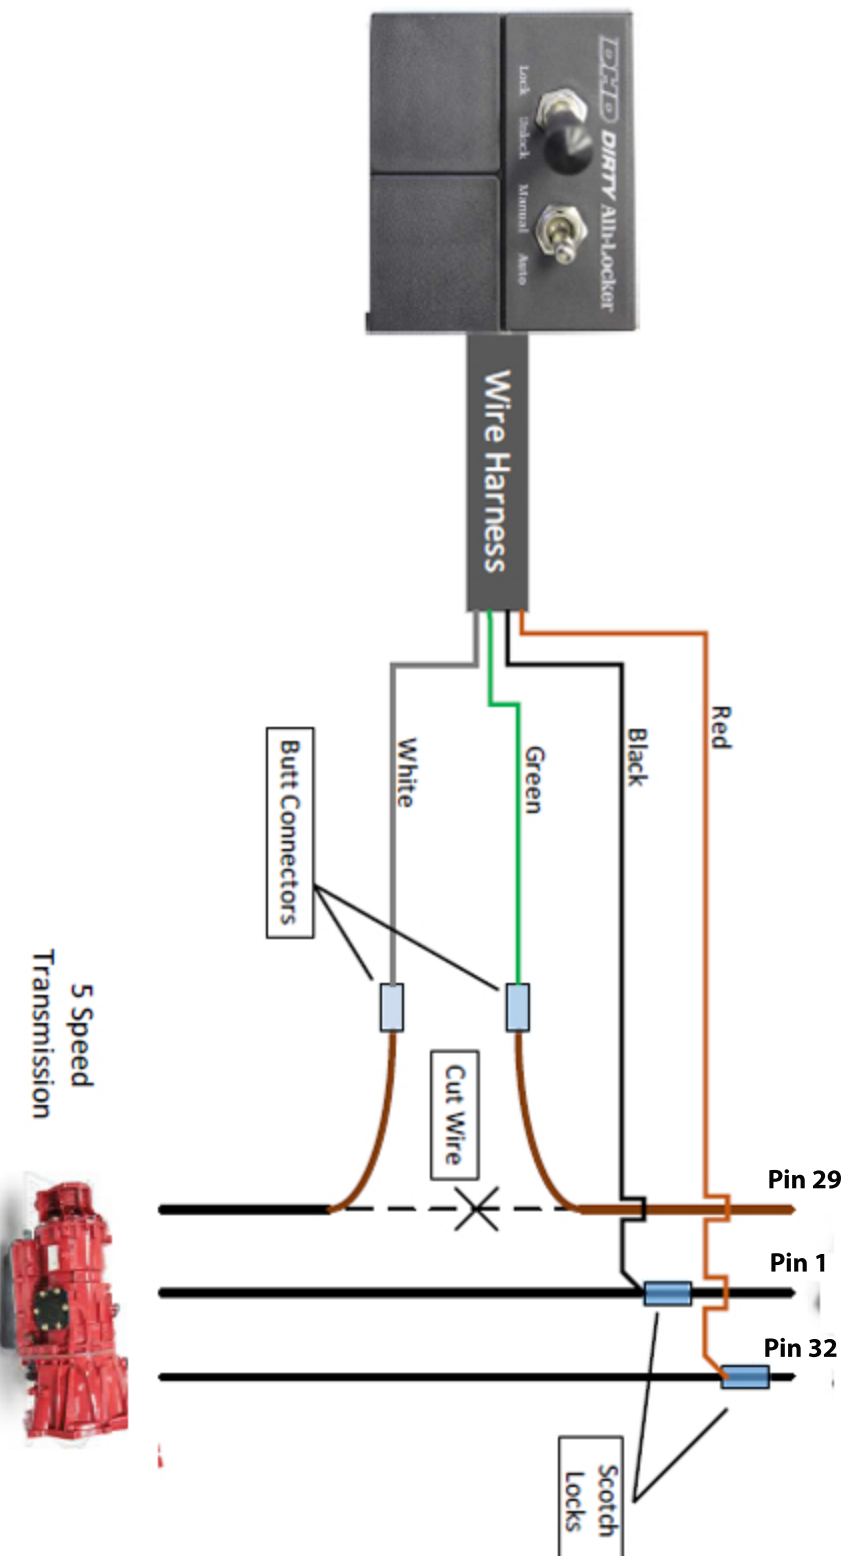 DMD DIRTY Alli-Locker
Lock Unlock Manual Auto
Wire Harness
Red
Black
Green
White
Butt Connectors
Cut Wire
5 Speed
Transmission
Pin 29
Pin 1
Pin 32
Scotch
Locks